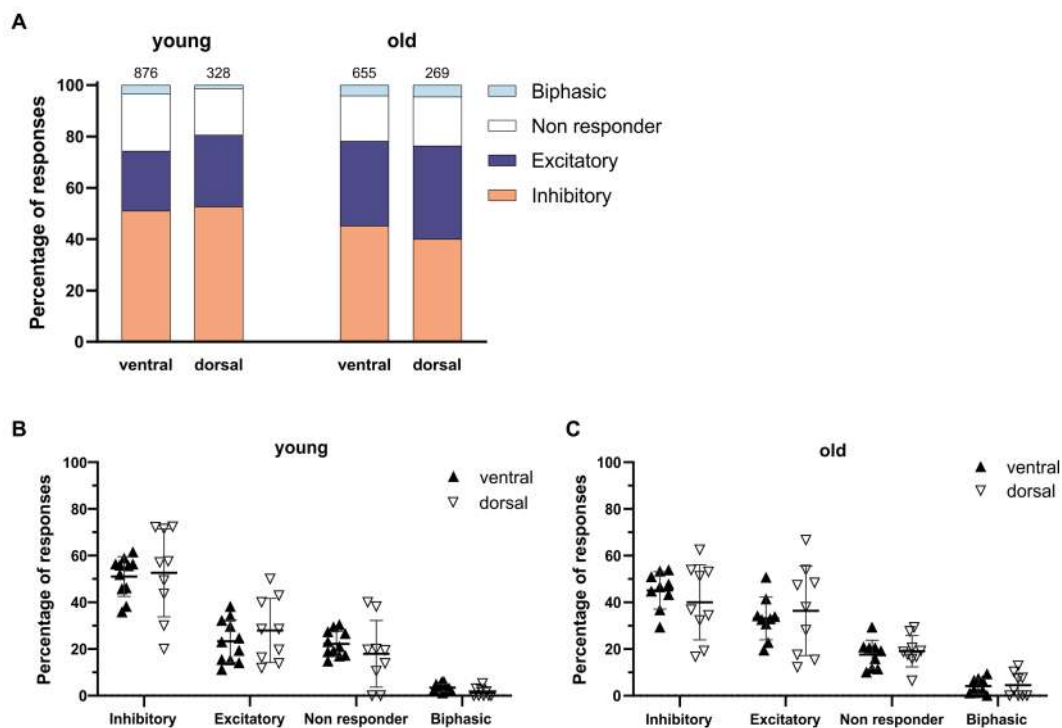 A
young old
876 328 655 269
Percentage of responses
100
80
60
40
20
0
ventral dorsal ventral dorsal
Biphasic
Non responder
Excitatory
Inhibitory
B
young
Percentage of responses
100
80
60
40
20
0
ventral
dorsal
Inhibitory Excitatory Non responder Biphasic
C
old
Percentage of responses
100
80
60
40
20
0
ventral
dorsal
Inhibitory Excitatory Non responder Biphasic